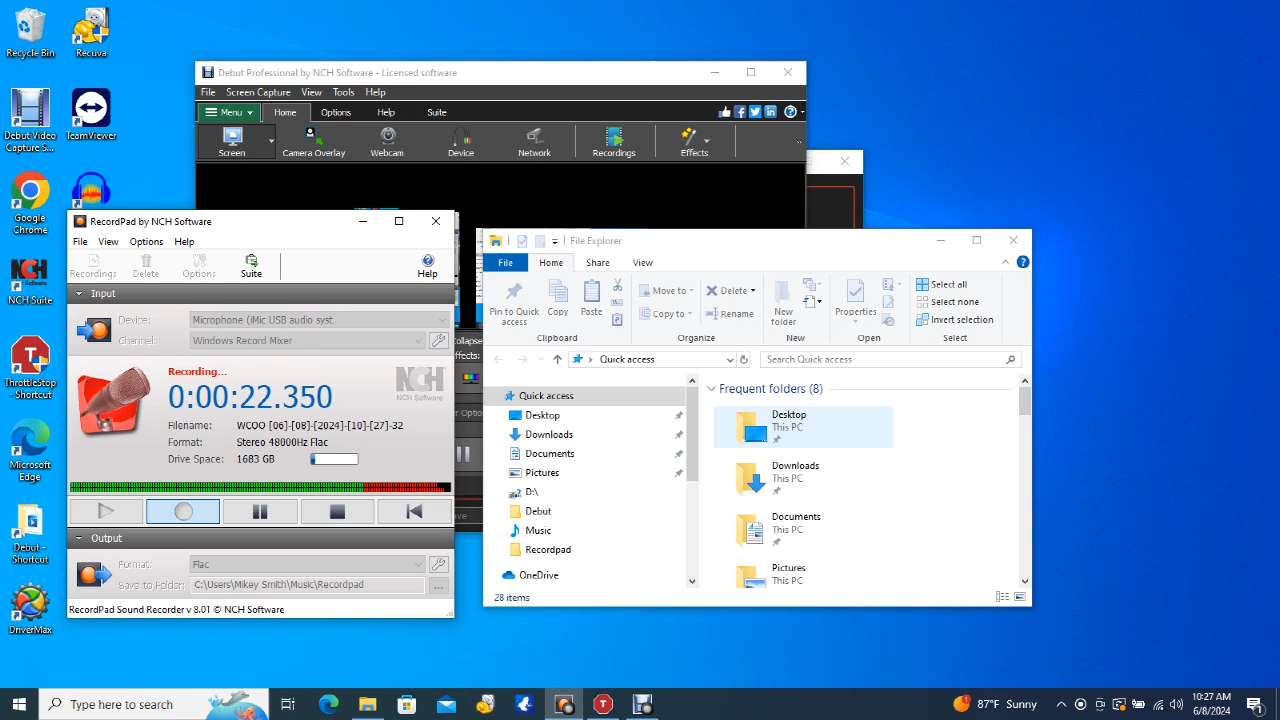 Recycle Bin
Recuva
Debut Video
Capture S...
TeamViewer
Google
Chrome
NCH Suite
ThrottleStop
- Shortcut
Microsoft
Edge
Debut -
Shortcut
DriverMax
Debut Professional by NCH Software - Licensed software
File Screen Capture View Tools Help
Menu Home Options Help Suite
Screen Camera Overlay Webcam Device Network Recordings Effects
RecordPad by NCH Software
File View Options Help
Recordings Delete Options Suite Help
Input
Device: Microphone (iMic USB audio syst
Channel: Windows Record Mixer
Recording...
0:00:22.350
NCH
NCH Software
Filename: WCOO [06]-[08]-[2024]-[10]-[27]-32
Format: Stereo 48000Hz Flac
Drive Space: 1683 GB
Output
Format: Flac
Save to Folder: C:\Users\Mikey Smith\Music\Recordpad
...
RecordPad Sound Recorder v 8.01 © NCH Software
File Explorer
File Home Share View
Pin to Quick
access
Copy
Paste
Clipboard
Move to
Copy to
Delete
Rename
Organize
New
folder
New
Properties
Open
Select all
Select none
Invert selection
Select
Quick access
Search Quick access
Quick access
Desktop
Downloads
Documents
Pictures
D:\
Debut
Music
Recordpad
OneDrive
Frequent folders (8)
Desktop
This PC
Downloads
This PC
Documents
This PC
Pictures
This PC
28 items
Type here to search
87°F Sunny
10:27 AM
6/8/2024